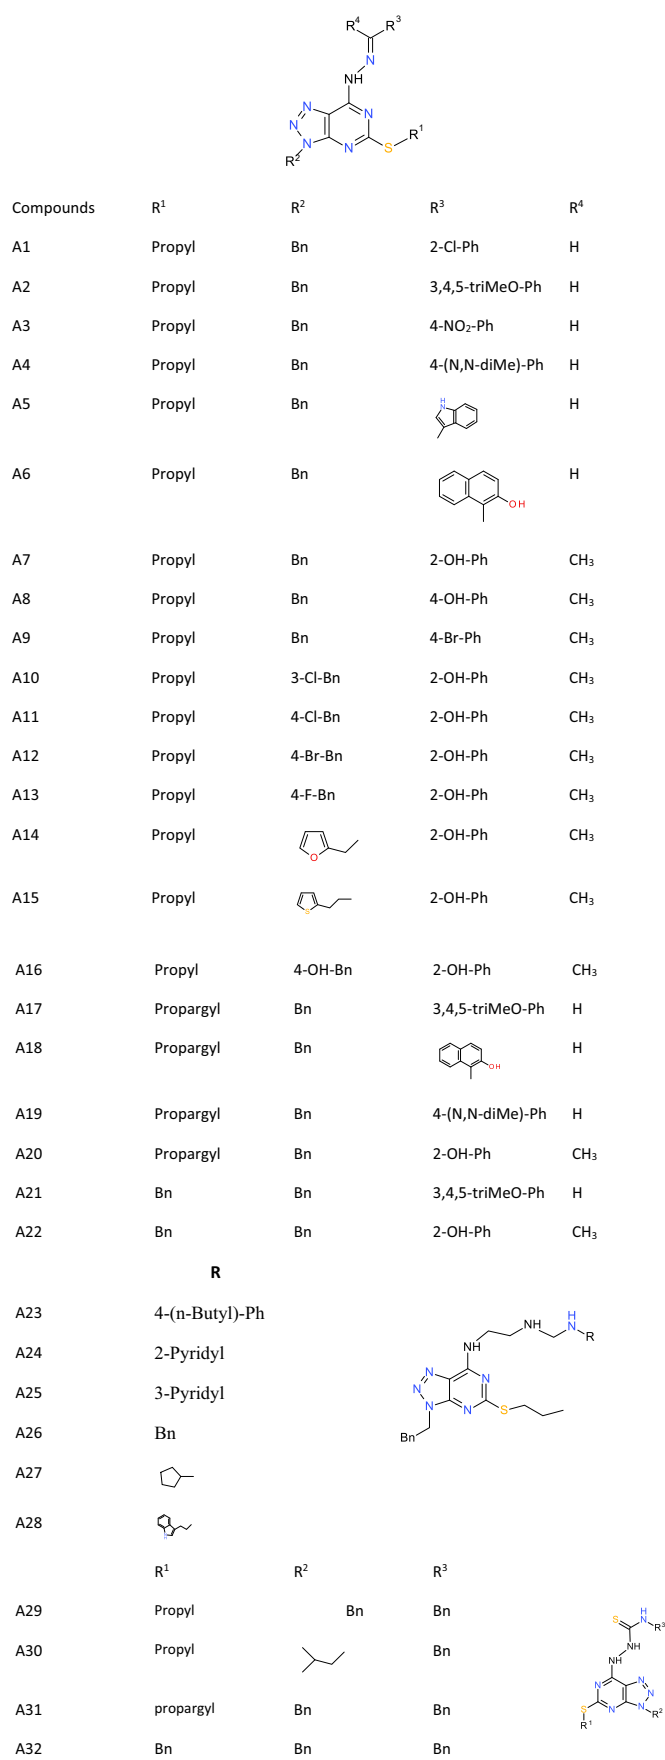 R⁴ R³
N
NH
N N
N
N N S R¹
R²
Compounds R¹ R² R³ R⁴
A1 Propyl Bn 2-Cl-Ph H
A2 Propyl Bn 3,4,5-triMeO-Ph H
A3 Propyl Bn 4-NO₂-Ph H
A4 Propyl Bn 4-(N,N-diMe)-Ph H
A5 Propyl Bn H N H
A6 Propyl Bn OH H
A7 Propyl Bn 2-OH-Ph CH₃
A8 Propyl Bn 4-OH-Ph CH₃
A9 Propyl Bn 4-Br-Ph CH₃
A10 Propyl 3-Cl-Bn 2-OH-Ph CH₃
A11 Propyl 4-Cl-Bn 2-OH-Ph CH₃
A12 Propyl 4-Br-Bn 2-OH-Ph CH₃
A13 Propyl 4-F-Bn 2-OH-Ph CH₃
A14 Propyl O 2-OH-Ph CH₃
A15 Propyl S 2-OH-Ph CH₃
A16 Propyl 4-OH-Bn 2-OH-Ph CH₃
A17 Propargyl Bn 3,4,5-triMeO-Ph H
A18 Propargyl Bn OH H
A19 Propargyl Bn 4-(N,N-diMe)-Ph H
A20 Propargyl Bn 2-OH-Ph CH₃
A21 Bn Bn 3,4,5-triMeO-Ph H
A22 Bn Bn 2-OH-Ph CH₃
R
A23 4-(n-Butyl)-Ph
A24 2-Pyridyl
A25 3-Pyridyl
A26 Bn
A27
A28
H
NH N R
NH
N N
N
N N S
Bn
R¹ R² R³
A29 Propyl Bn Bn
A30 Propyl Bn
A31 propargyl Bn Bn
A32 Bn Bn Bn
H
S N R³
NH
NH
N N
N
S N N R²
R¹